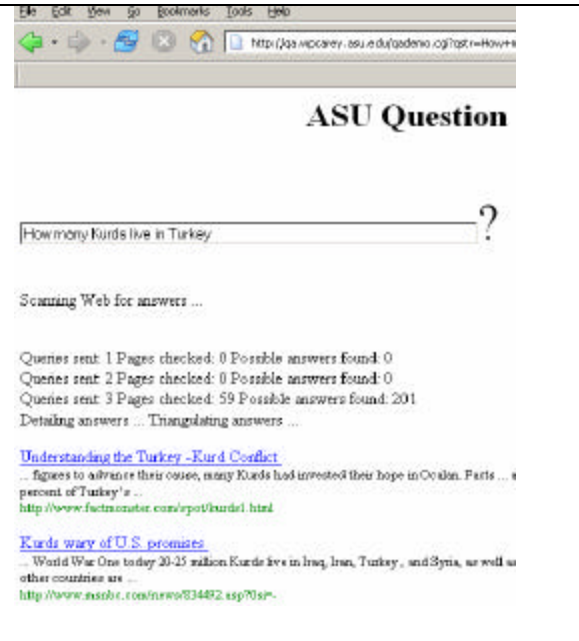 File Edit View Go Bookmarks Tools Help
http://qa.wpcarey.asu.edu/qademo.cgi?qstr=How+
ASU Question
How many Kurds live in Turkey ?
Scanning Web for answers ...
Queries sent: 1 Pages checked: 0 Possible answers found: 0
Queries sent: 2 Pages checked: 0 Possible answers found: 0
Queries sent: 3 Pages checked: 59 Possible answers found: 201
Detailing answers ... Triangulating answers ...
Understanding the Turkey -Kurd Conflict
... figures to advance their cause, many Kurds had invested their hope in Ocalan. Facts ...
percent of Turkey's ...
http://www.factmonster.com/spot/kurds1.html
Kurds wary of U.S. promises
... World War One today 20-25 million Kurds live in Iraq, Iran, Turkey , and Syria, as well as
other countries are ...
http://www.msnbc.com/news/834492.asp?0si=-